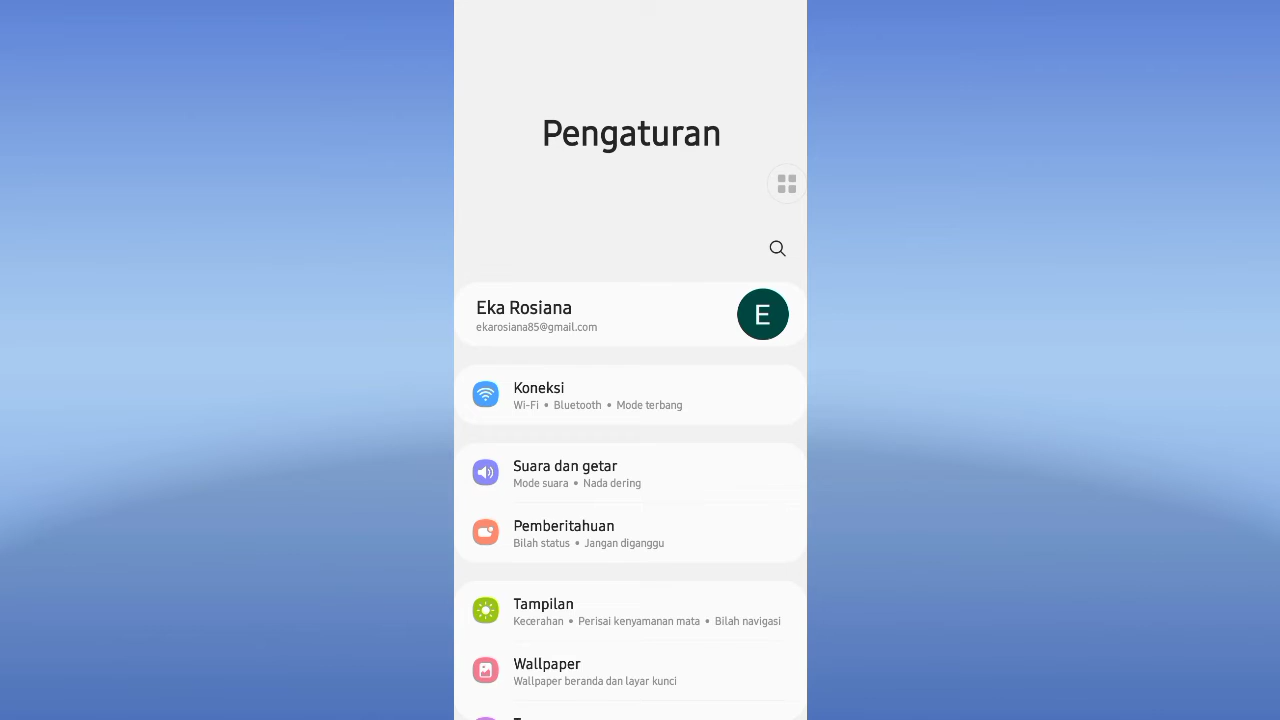 Pengaturan
Eka Rosiana
E
ekarosiana85@gmail.com
Koneksi
Wi-Fi • Bluetooth • Mode terbang
Suara dan getar
Mode suara • Nada dering
Pemberitahuan
Bilah status • Jangan diganggu
Tampilan
Kecerahan • Perisai kenyamanan mata • Bilah navigasi
Wallpaper
Wallpaper beranda dan layar kunci